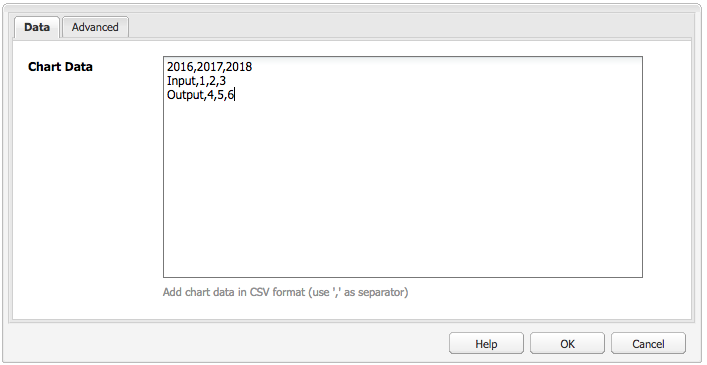 Data Advanced
Chart Data
2016,2017,2018
Input,1,2,3
Output,4,5,6
Add chart data in CSV format (use ',' as separator)
Help OK Cancel